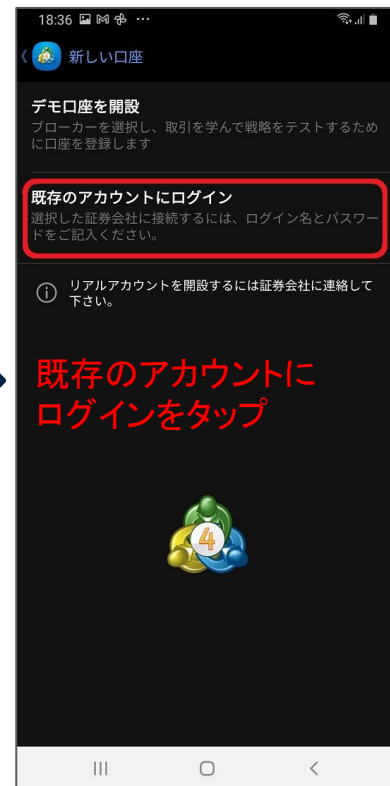 18:36
新しい口座
デモ口座を開設
ブローカーを選択し、取引を学んで戦略をテストするため
に口座を登録します
既存のアカウントにログイン
選択した証券会社に接続するには、ログイン名とパスワー
ドをご記入ください。
リアルアカウントを開設するには証券会社に連絡して
下さい。
既存のアカウントに
ログインをタップ
4